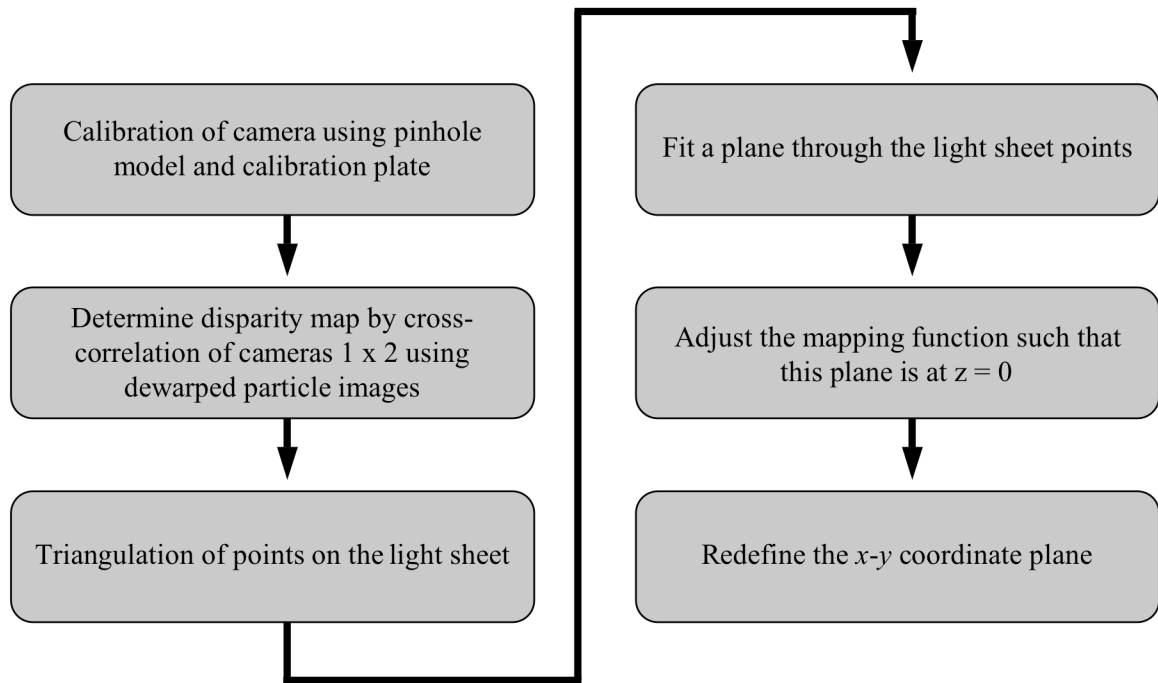 Calibration of camera using pinhole
model and calibration plate
Determine disparity map by cross-
correlation of cameras 1 x 2 using
dewarped particle images
Triangulation of points on the light sheet
Fit a plane through the light sheet points
Adjust the mapping function such that
this plane is at z = 0
Redefine the x-y coordinate plane